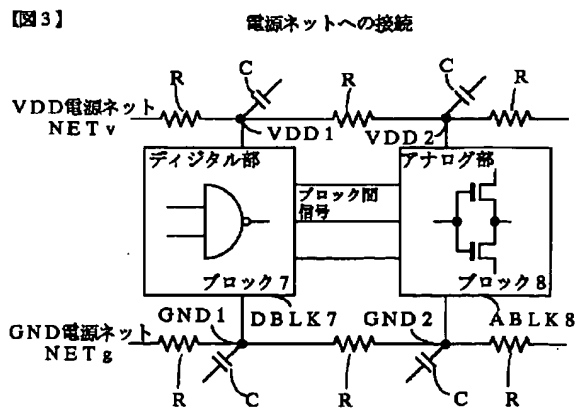 【図3】
電源ネットへの接続
C
C
R
R
R
VDD電源ネット
NETv
VDD1
VDD2
ディジタル部
アナログ部
ブロック間
信号
ブロック7
ブロック8
GND1
DBLK7
GND2
ABLK8
GND電源ネット
NETg
R
C
R
C
R